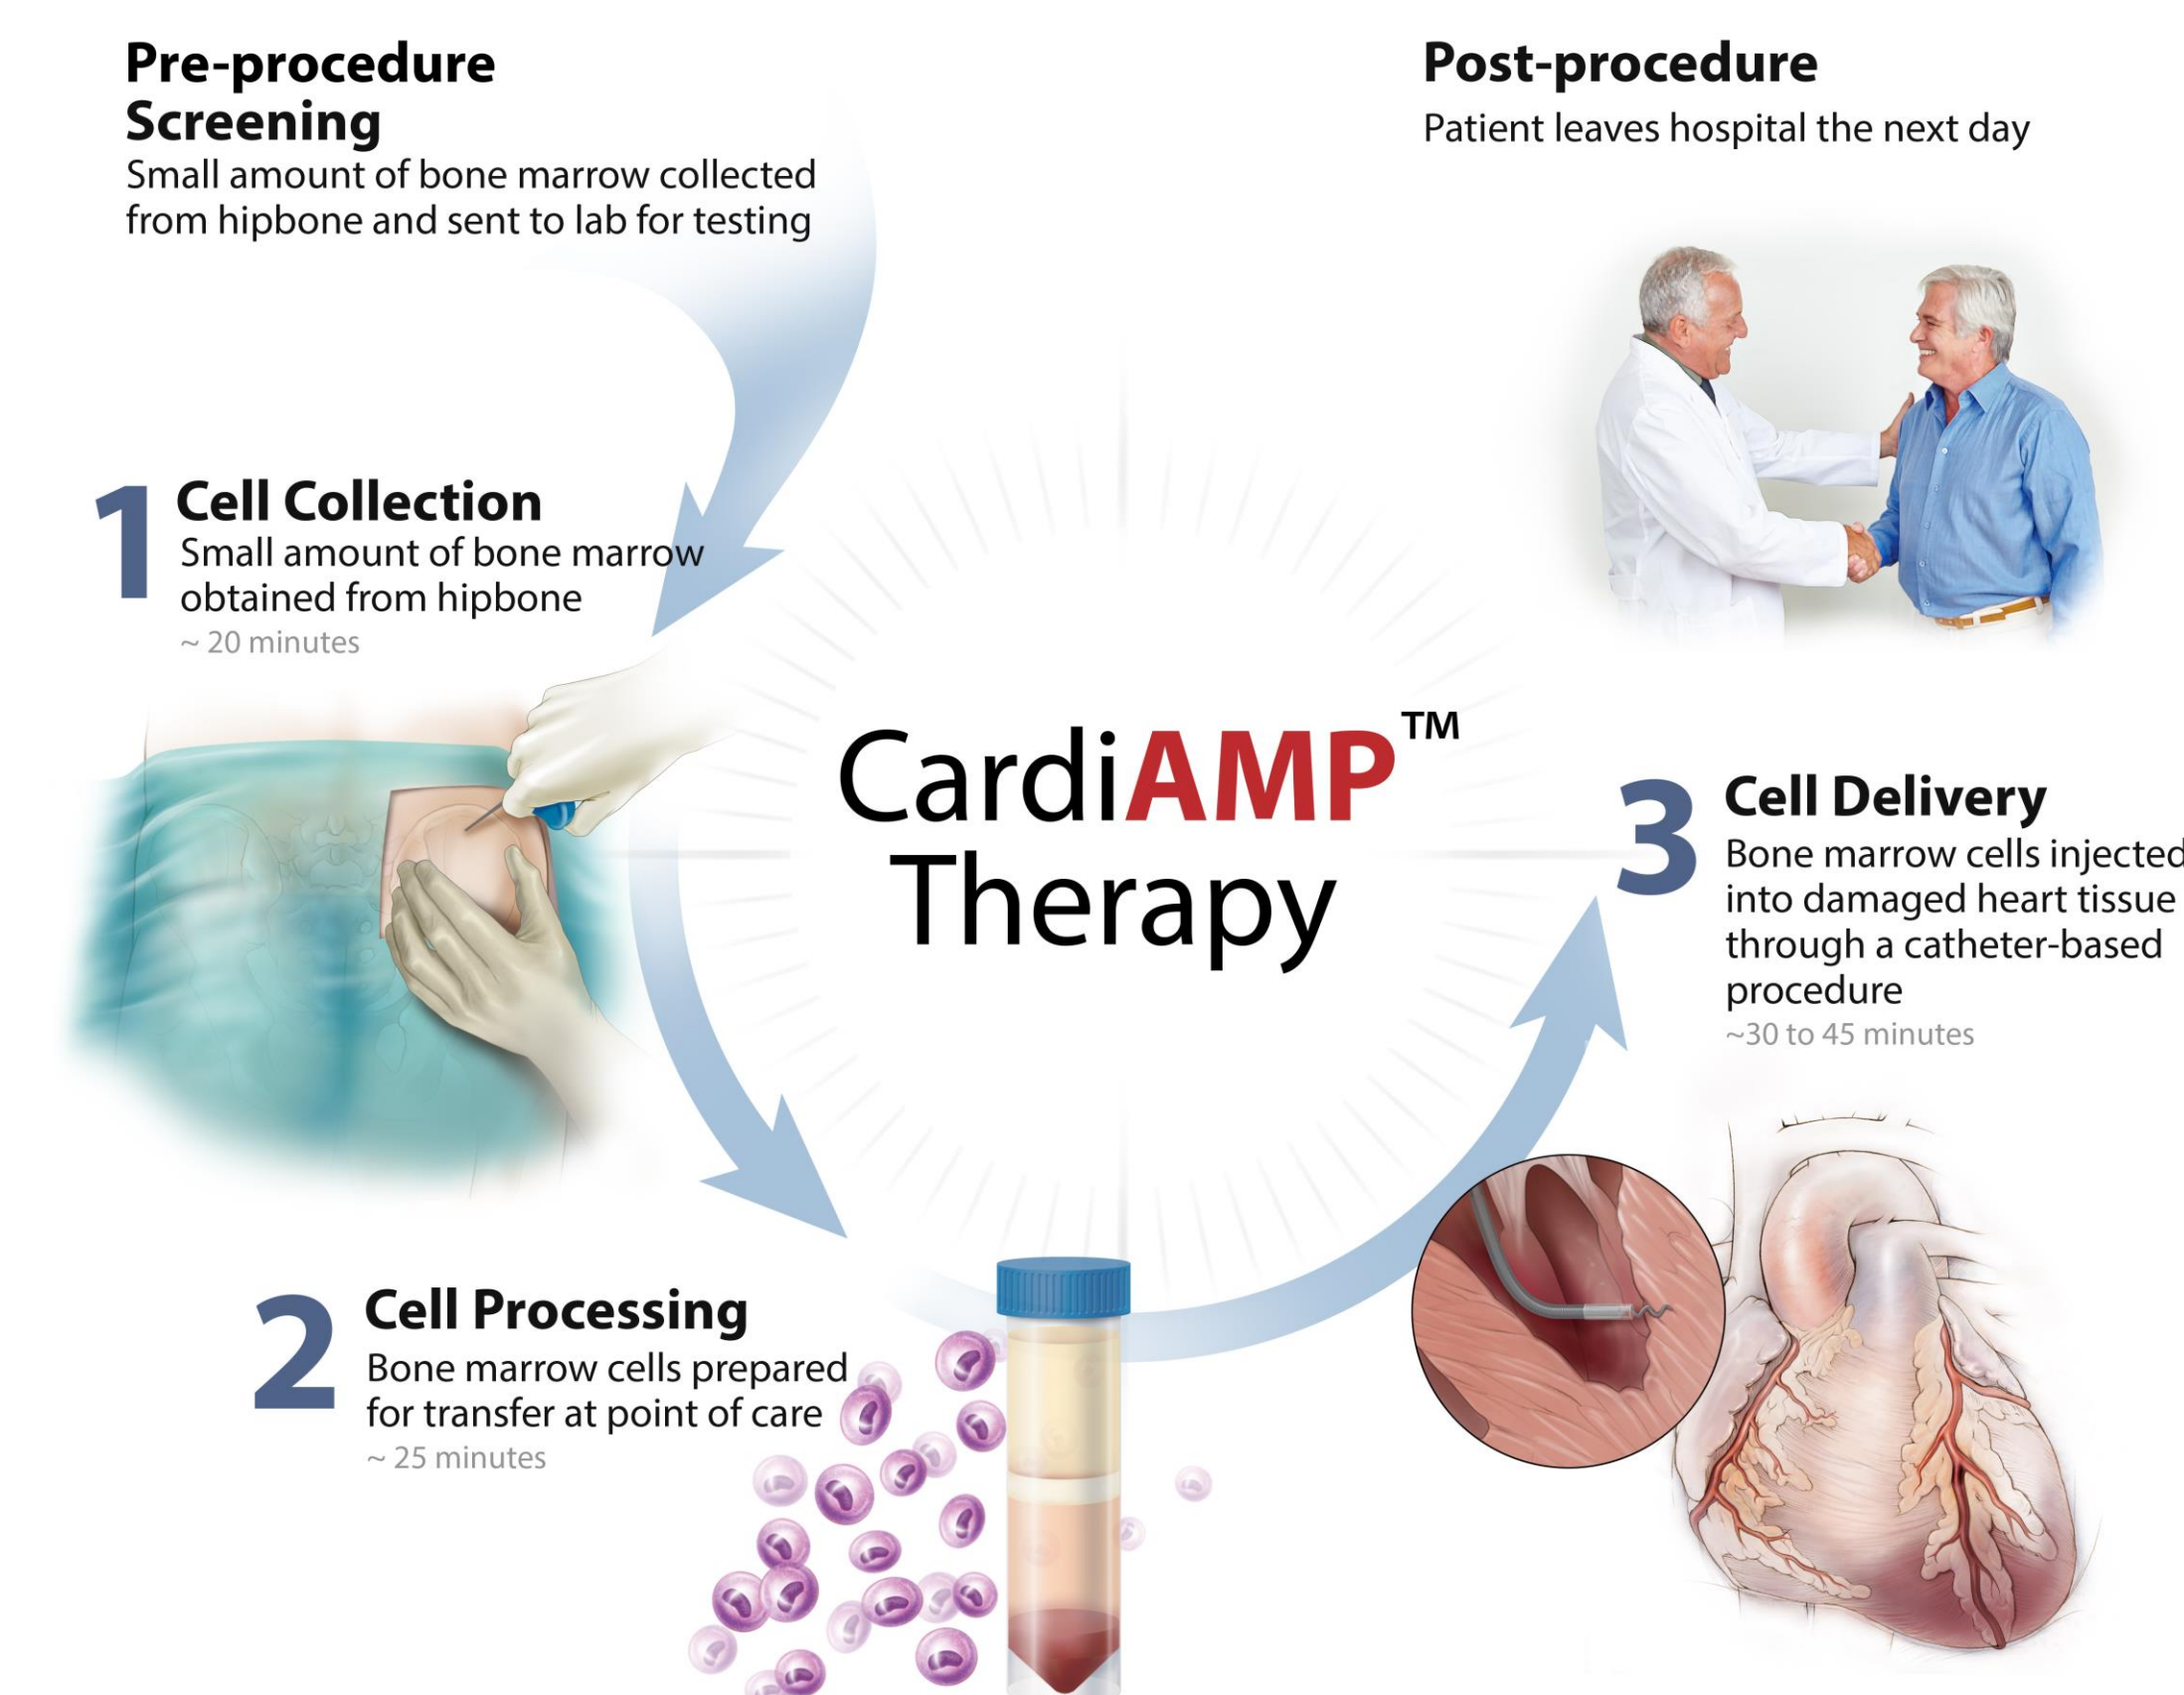 Pre-procedure
Screening
Small amount of bone marrow collected
from hipbone and sent to lab for testing
1
Cell Collection
Small amount of bone marrow
obtained from hipbone
~ 20 minutes
2
Cell Processing
Bone marrow cells prepared
for transfer at point of care
~ 25 minutes
CardiAMP™
Therapy
3
Cell Delivery
Bone marrow cells injected
into damaged heart tissue
through a catheter-based
procedure
~30 to 45 minutes
Post-procedure
Patient leaves hospital the next day